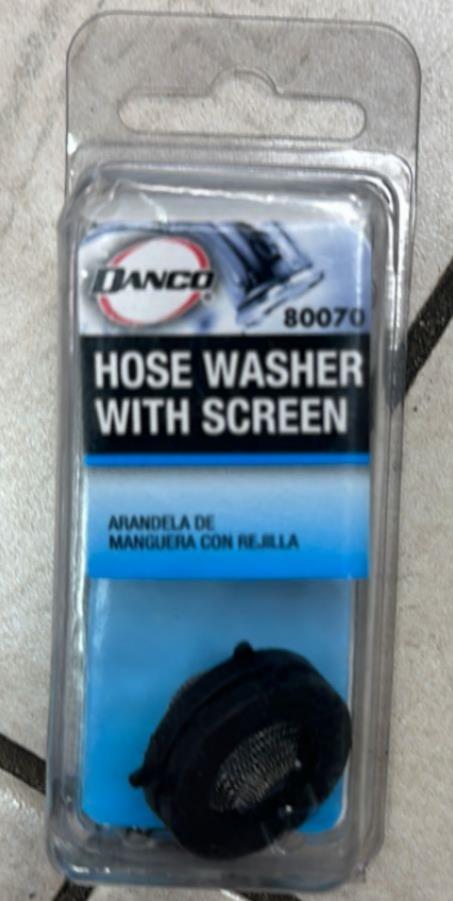 DANCO®
80070
HOSE WASHER
WITH SCREEN
ARANDELA DE
MANGUERA CON REJILLA